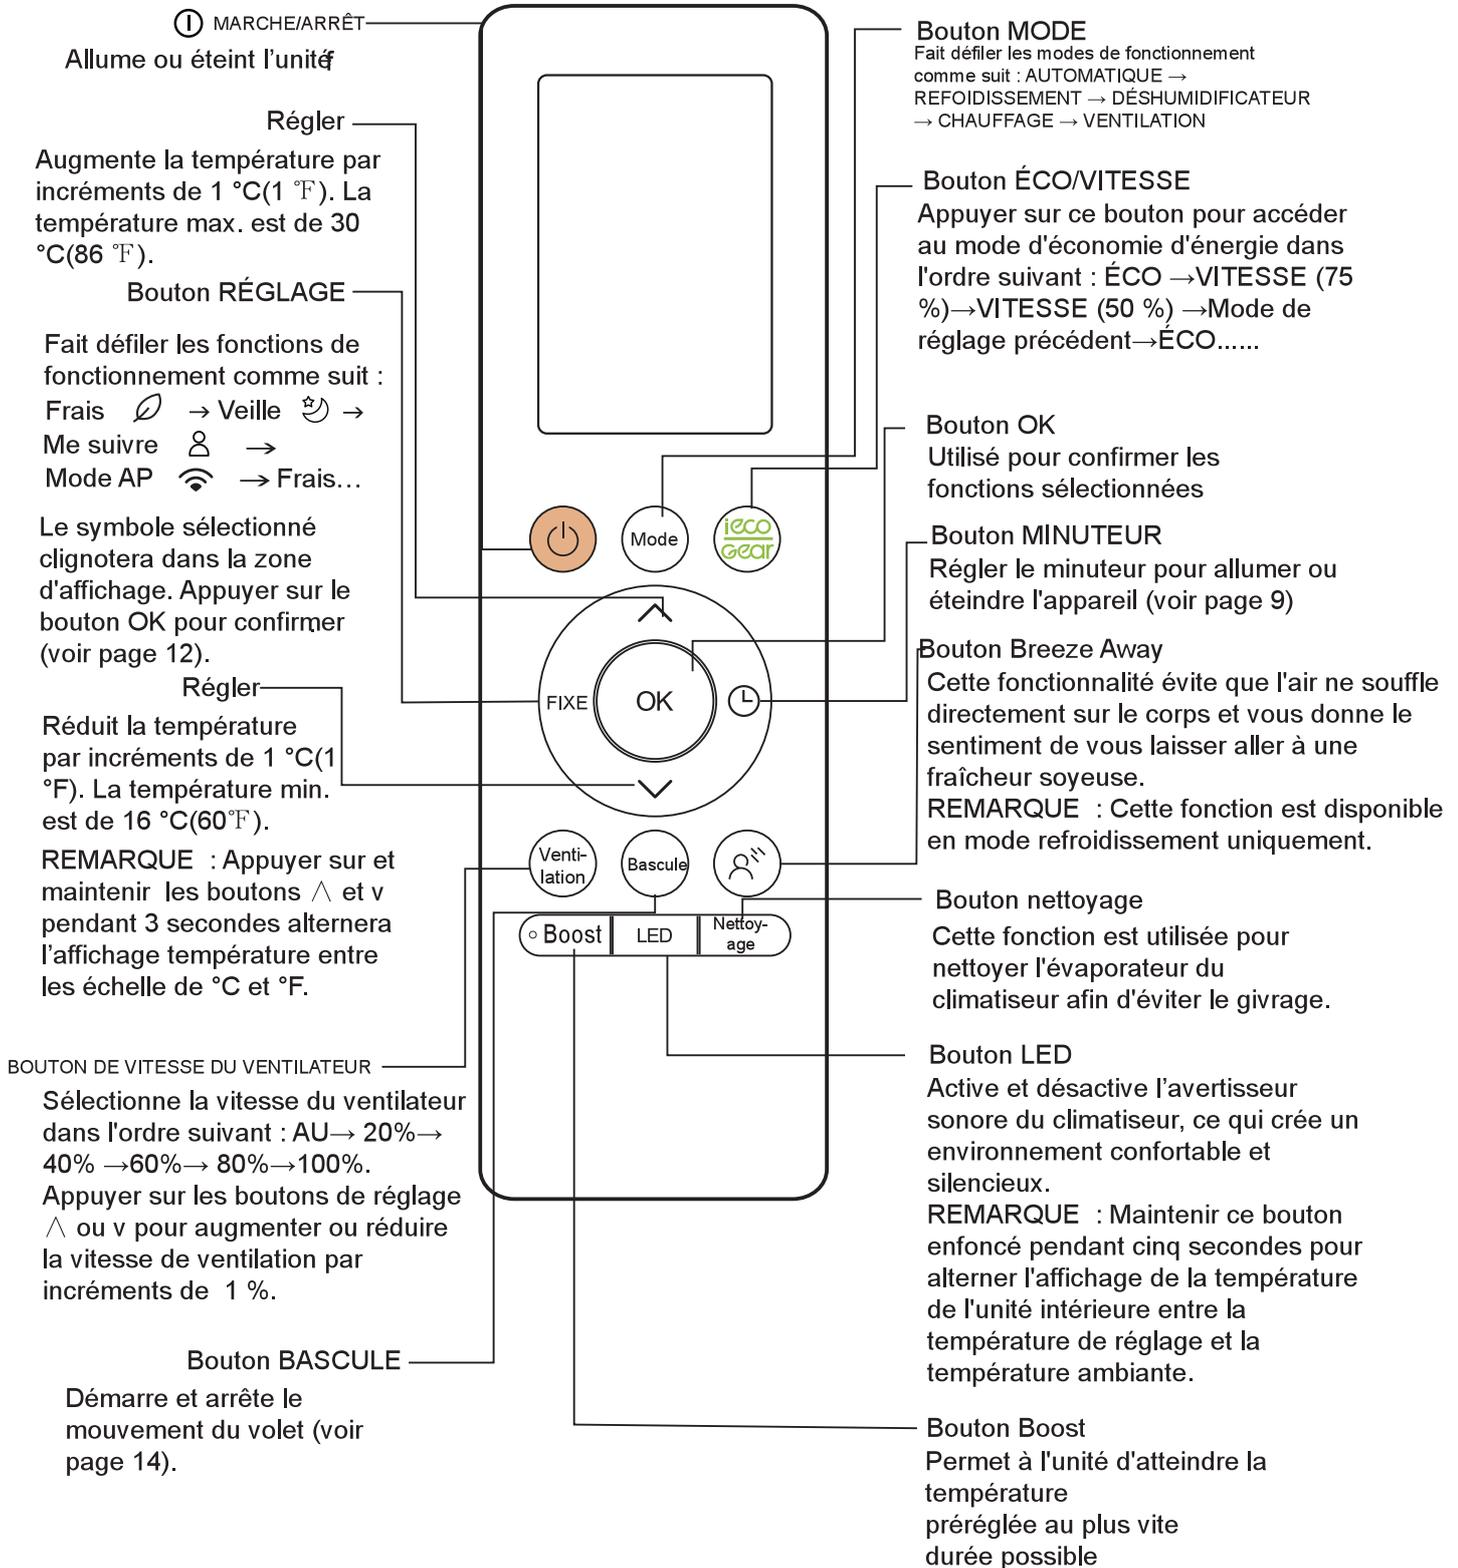 MARCHE/ARRÊT
Allume ou éteint l'unité
Régler
Augmente la température par
incréments de 1 °C(1 ℉). La
température max. est de 30
°C(86 ℉).
Bouton RÉGLAGE
Fait défiler les fonctions de
fonctionnement comme suit :
Frais → Veille →
Me suivre →
Mode AP → Frais…
Le symbole sélectionné
clignotera dans la zone
d'affichage. Appuyer sur le
bouton OK pour confirmer
(voir page 12).
Régler
Réduit la température
par incréments de 1 °C(1
°F). La température min.
est de 16 °C(60℉).
REMARQUE : Appuyer sur et
maintenir les boutons ∧ et v
pendant 3 secondes alternera
l'affichage température entre
les échelle de °C et °F.
BOUTON DE VITESSE DU VENTILATEUR
Sélectionne la vitesse du ventilateur
dans l'ordre suivant : AU→ 20%→
40% →60%→ 80%→100%.
Appuyer sur les boutons de réglage
∧ ou v pour augmenter ou réduire
la vitesse de ventilation par
incréments de 1 %.
Bouton BASCULE
Démarre et arrête le
mouvement du volet (voir
page 14).
Mode
ieco
Gear
FIXE
OK
Venti-
lation
Bascule
Boost
LED
Nettoy-
age
Bouton MODE
Fait défiler les modes de fonctionnement
comme suit : AUTOMATIQUE →
REFOIDISSEMENT → DÉSHUMIDIFICATEUR
→ CHAUFFAGE → VENTILATION
Bouton ÉCO/VITESSE
Appuyer sur ce bouton pour accéder
au mode d'économie d'énergie dans
l'ordre suivant : ÉCO →VITESSE (75
%)→VITESSE (50 %) →Mode de
réglage précédent→ÉCO......
Bouton OK
Utilisé pour confirmer les
fonctions sélectionnées
Bouton MINUTEUR
Régler le minuteur pour allumer ou
éteindre l'appareil (voir page 9)
Bouton Breeze Away
Cette fonctionnalité évite que l'air ne souffle
directement sur le corps et vous donne le
sentiment de vous laisser aller à une
fraîcheur soyeuse.
REMARQUE : Cette fonction est disponible
en mode refroidissement uniquement.
Bouton nettoyage
Cette fonction est utilisée pour
nettoyer l'évaporateur du
climatiseur afin d'éviter le givrage.
Bouton LED
Active et désactive l'avertisseur
sonore du climatiseur, ce qui crée un
environnement confortable et
silencieux.
REMARQUE : Maintenir ce bouton
enfoncé pendant cinq secondes pour
alterner l'affichage de la température
de l'unité intérieure entre la
température de réglage et la
température ambiante.
Bouton Boost
Permet à l'unité d'atteindre la
température
préréglée au plus vite
durée possible